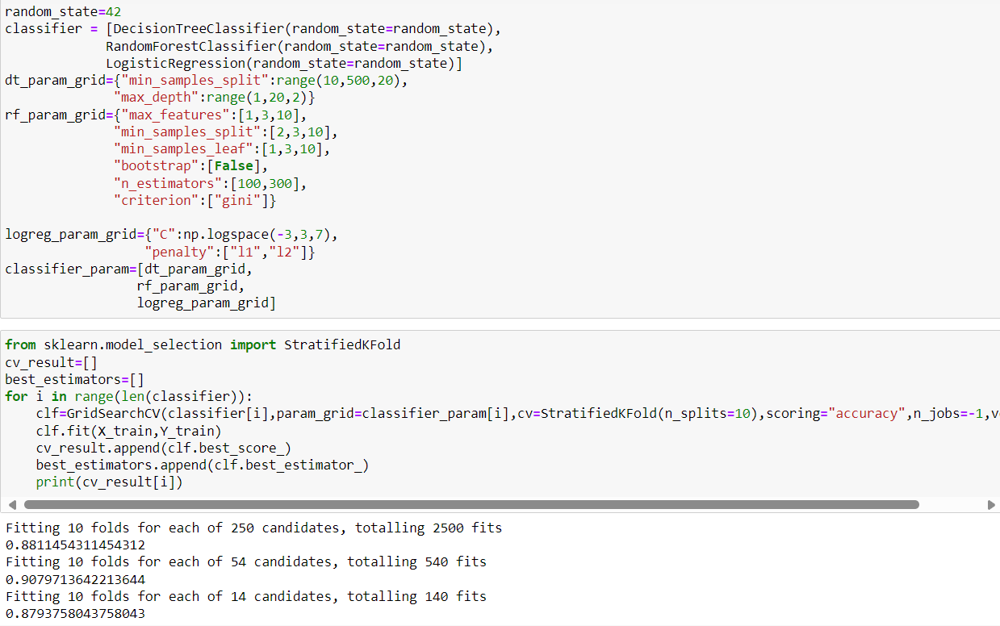 random_state=42
classifier = [DecisionTreeClassifier(random_state=random_state),
             RandomForestClassifier(random_state=random_state),
             LogisticRegression(random_state=random_state)]
dt_param_grid={"min_samples_split":range(10,500,20),
              "max_depth":range(1,20,2)}
rf_param_grid={"max_features":[1,3,10],
              "min_samples_split":[2,3,10],
              "min_samples_leaf":[1,3,10],
              "bootstrap":[False],
              "n_estimators":[100,300],
              "criterion":["gini"]}
logreg_param_grid={"C":np.logspace(-3,3,7),
                  "penalty":["l1","l2"]}
classifier_param=[dt_param_grid,
                 rf_param_grid,
                 logreg_param_grid]
from sklearn.model_selection import StratifiedKFold
cv_result=[]
best_estimators=[]
for i in range(len(classifier)):
    clf=GridSearchCV(classifier[i],param_grid=classifier_param[i],cv=StratifiedKFold(n_splits=10),scoring="accuracy",n_jobs=-1,
    clf.fit(X_train,Y_train)
    cv_result.append(clf.best_score_)
    best_estimators.append(clf.best_estimator_)
    print(cv_result[i])
Fitting 10 folds for each of 250 candidates, totalling 2500 fits
0.8811454311454312
Fitting 10 folds for each of 54 candidates, totalling 540 fits
0.9079713642213644
Fitting 10 folds for each of 14 candidates, totalling 140 fits
0.8793758043758043